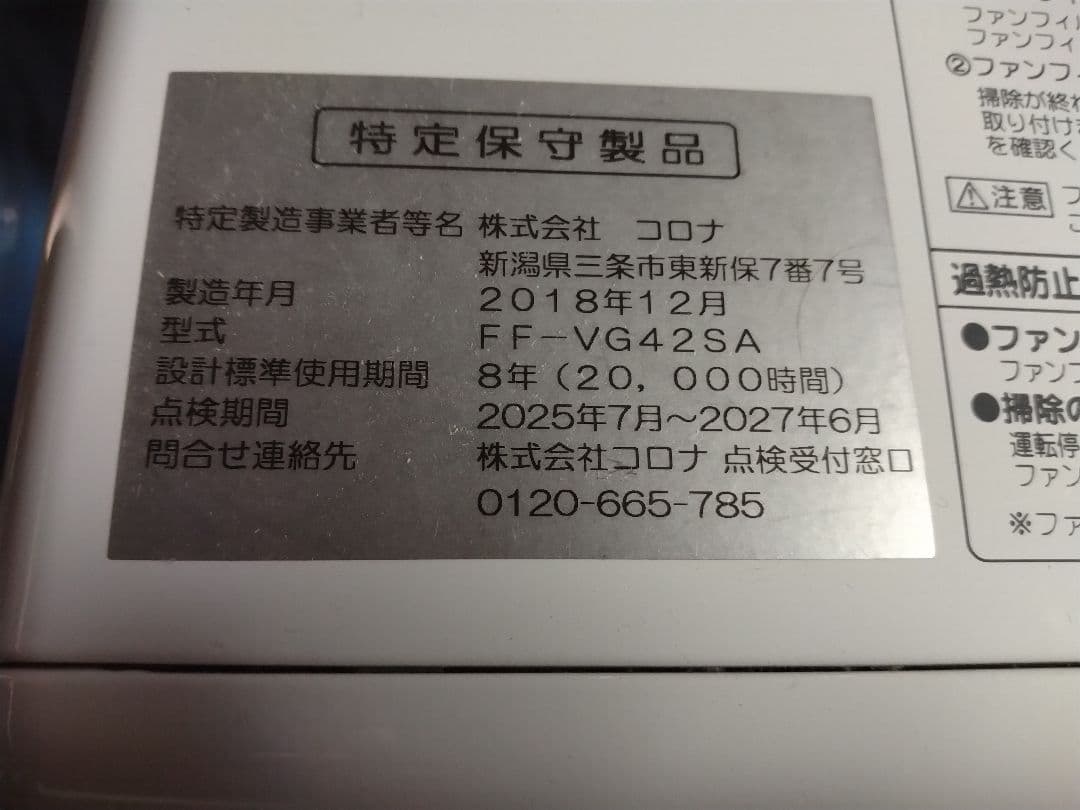 特定保守製品
特定製造事業者等名 株式会社 コロナ
新潟県三条市東新保7番7号
製造年月 2018年12月
型式 FF-VG42SA
設計標準使用期間 8年(20,000時間)
点検期間 2025年7月～2027年6月
問合せ連絡先 株式会社コロナ 点検受付窓口
0120-665-785
ファンフィル
ファンフィ
②ファンフィ
掃除が終わ
取り付けま
を確認く
⚠注意
過熱防止
●ファン
ファンフ
●掃除の
運転停
ファン
※ファ